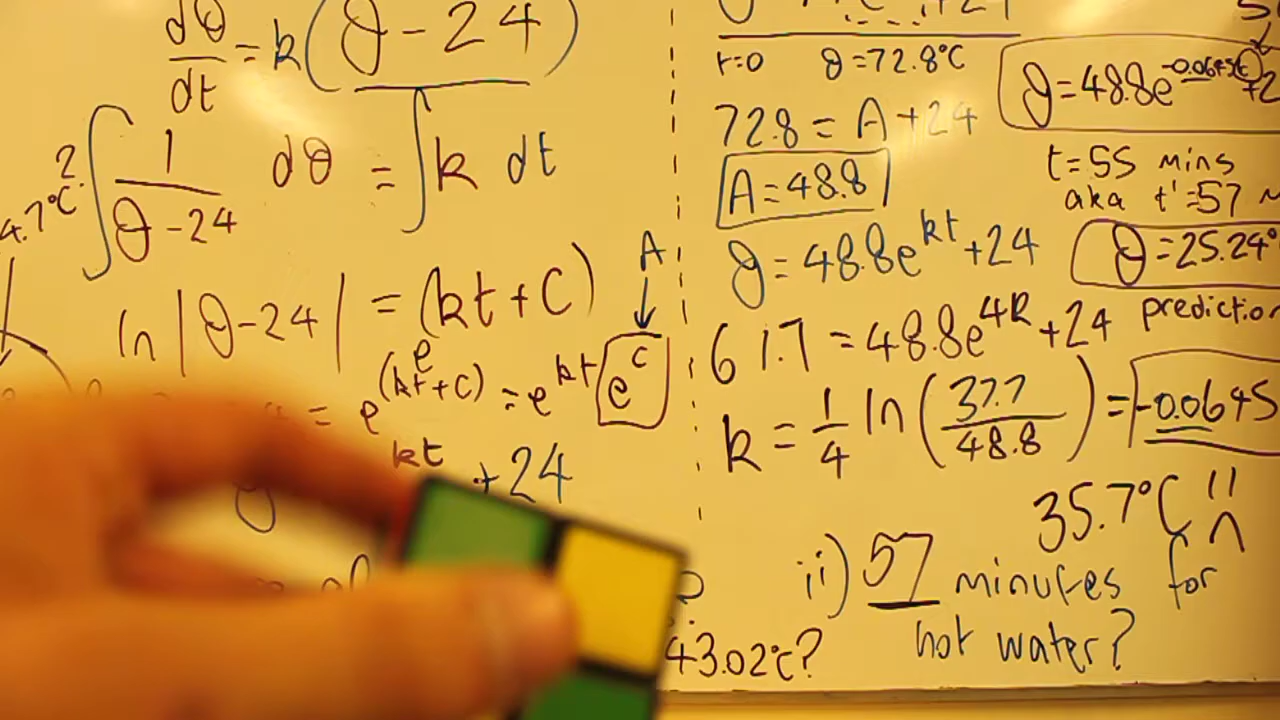 dθ/dt = k(θ - 24)
2.
4.7°C
∫ 1/(θ - 24) dθ = ∫ k dt
ln|θ-24| = (kt + C)
e
A
= e^(kt+C) = e^kt e^C
kt
+24
t=0 θ=72.8°C
72.8 = A + 24
A = 48.8
θ = 48.8e^kt + 24
61.7 = 48.8e^4k + 24
k = 1/4 ln(37.7/48.8) = -0.0645
43.02°C?
θ=48.8e^-0.0645t +2
t=55 mins
aka t'=57
θ=25.24°
prediction
35.7°C
ii) 57 minutes for
hot water?